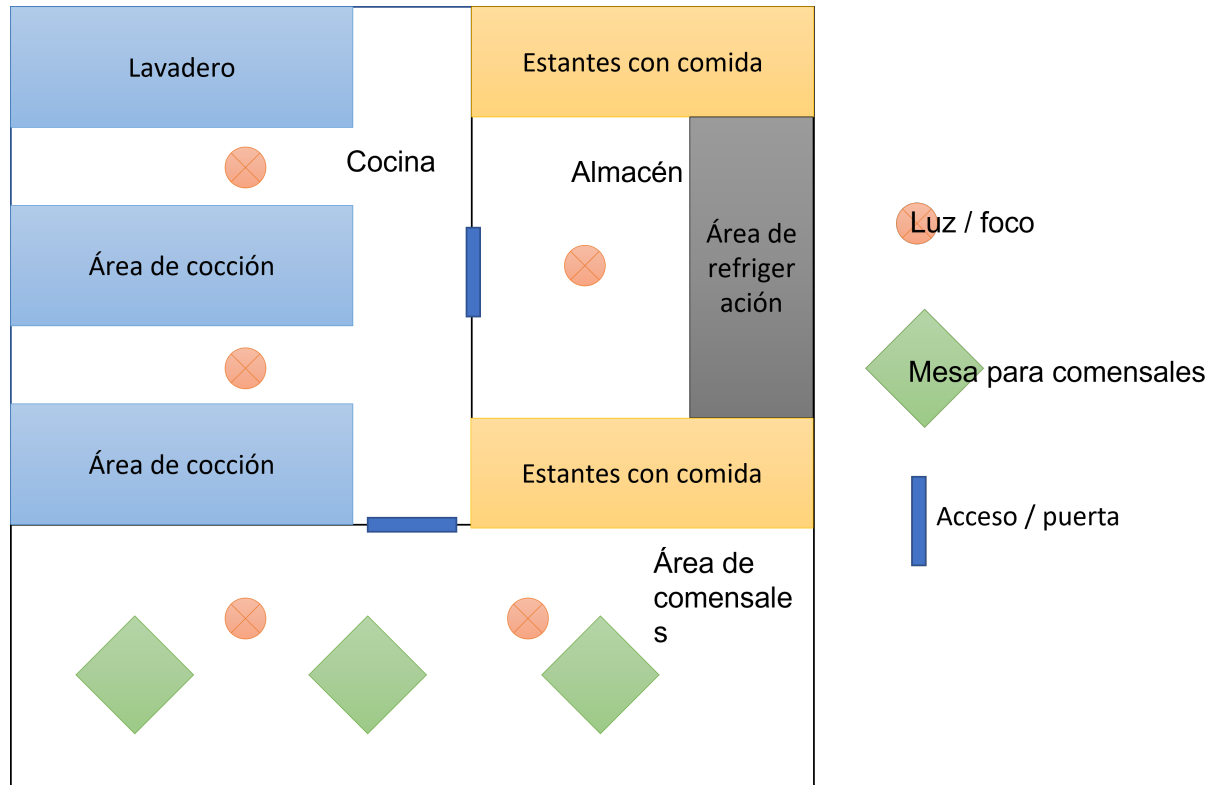 Lavadero
Estantes con comida
Cocina
Almacén
Área de cocción
Área de
refriger
ación
Área de cocción
Estantes con comida
Área de
comensale
s
Luz / foco
Mesa para comensales
Acceso / puerta